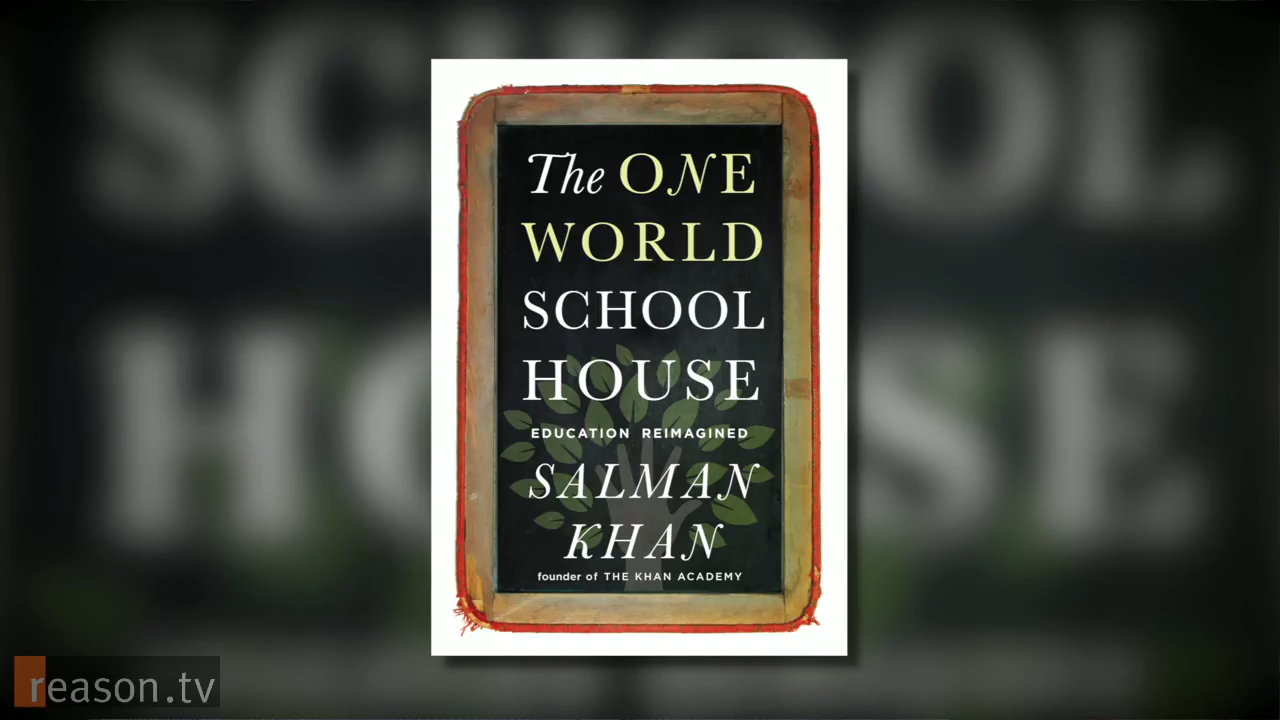 The ONE
WORLD
SCHOOL
HOUSE
EDUCATION REIMAGINED
SALMAN
KHAN
founder of THE KHAN ACADEMY
reason.tv